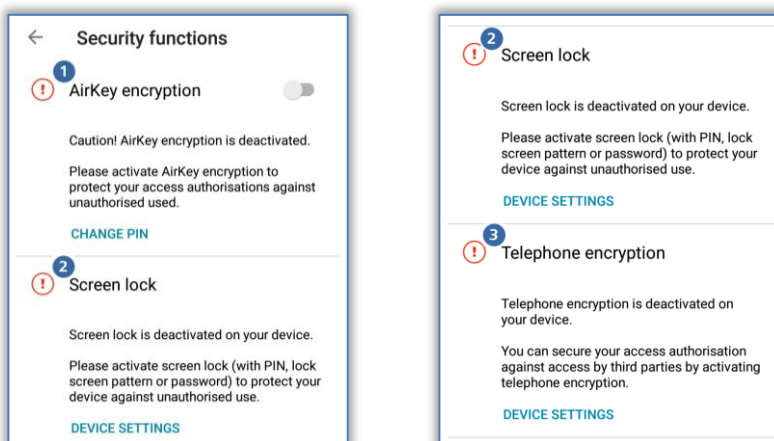 Security functions
1
AirKey encryption
Caution! AirKey encryption is deactivated.
Please activate AirKey encryption to
protect your access authorisations against
unauthorised used.
CHANGE PIN
2
Screen lock
Screen lock is deactivated on your device.
Please activate screen lock (with PIN, lock
screen pattern or password) to protect your
device against unauthorised use.
DEVICE SETTINGS
2
Screen lock
Screen lock is deactivated on your device.
Please activate screen lock (with PIN, lock
screen pattern or password) to protect your
device against unauthorised use.
DEVICE SETTINGS
3
Telephone encryption
Telephone encryption is deactivated on
your device.
You can secure your access authorisation
against access by third parties by activating
telephone encryption.
DEVICE SETTINGS